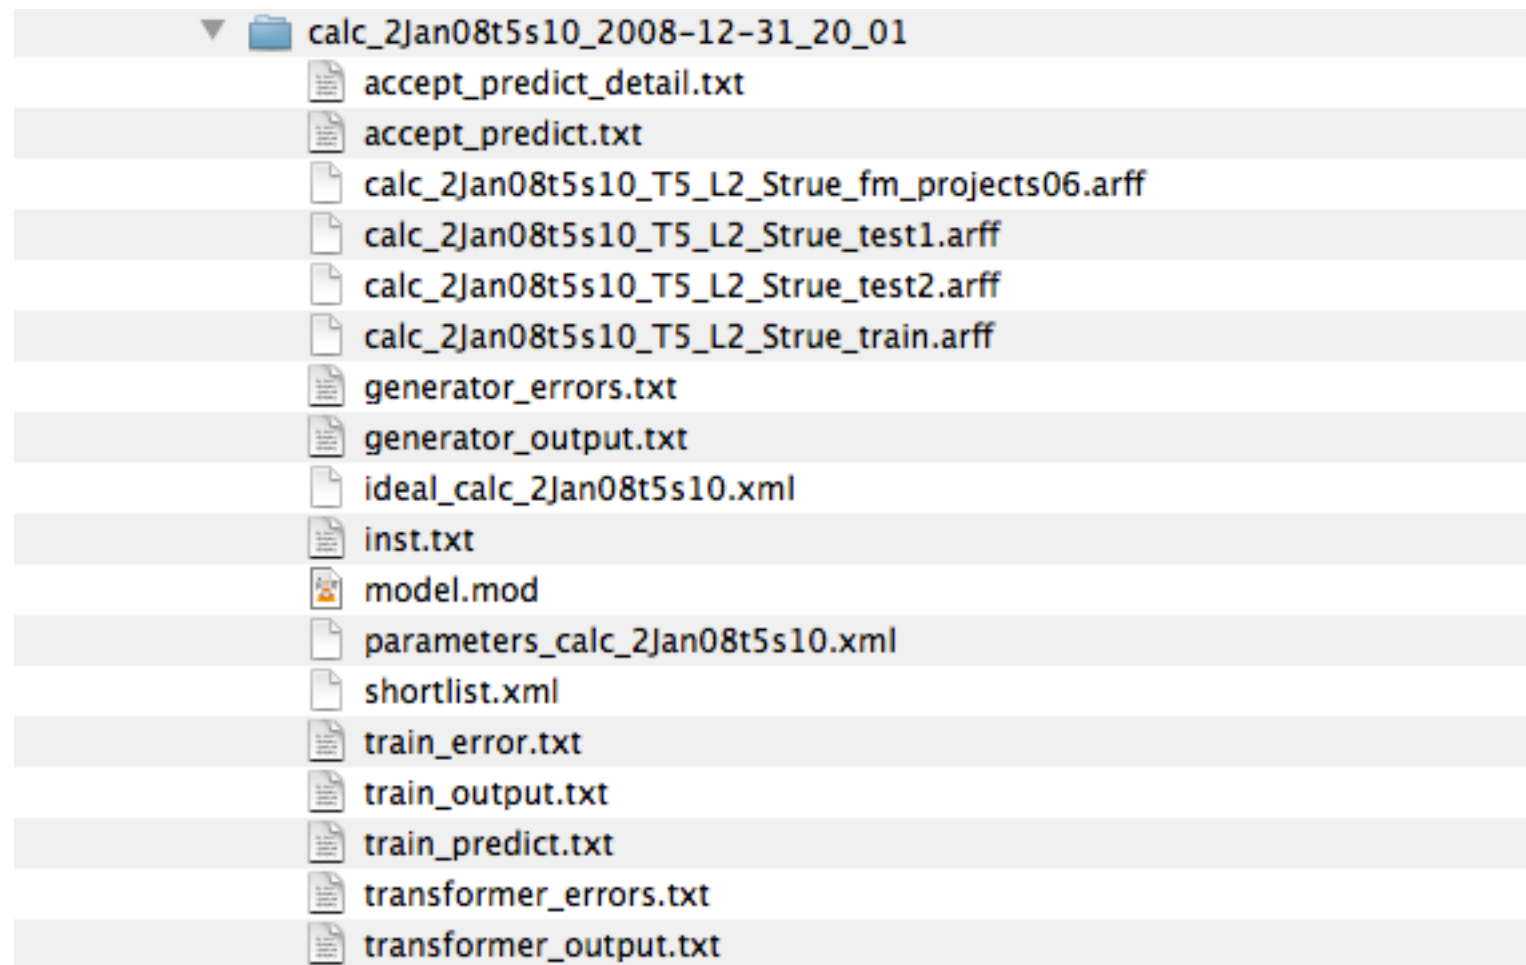 calc_2Jan08t5s10_2008-12-31_20_01
accept_predict_detail.txt
accept_predict.txt
calc_2Jan08t5s10_T5_L2_Strue_fm_projects06.arff
calc_2Jan08t5s10_T5_L2_Strue_test1.arff
calc_2Jan08t5s10_T5_L2_Strue_test2.arff
calc_2Jan08t5s10_T5_L2_Strue_train.arff
generator_errors.txt
generator_output.txt
ideal_calc_2Jan08t5s10.xml
inst.txt
model.mod
parameters_calc_2Jan08t5s10.xml
shortlist.xml
train_error.txt
train_output.txt
train_predict.txt
transformer_errors.txt
transformer_output.txt